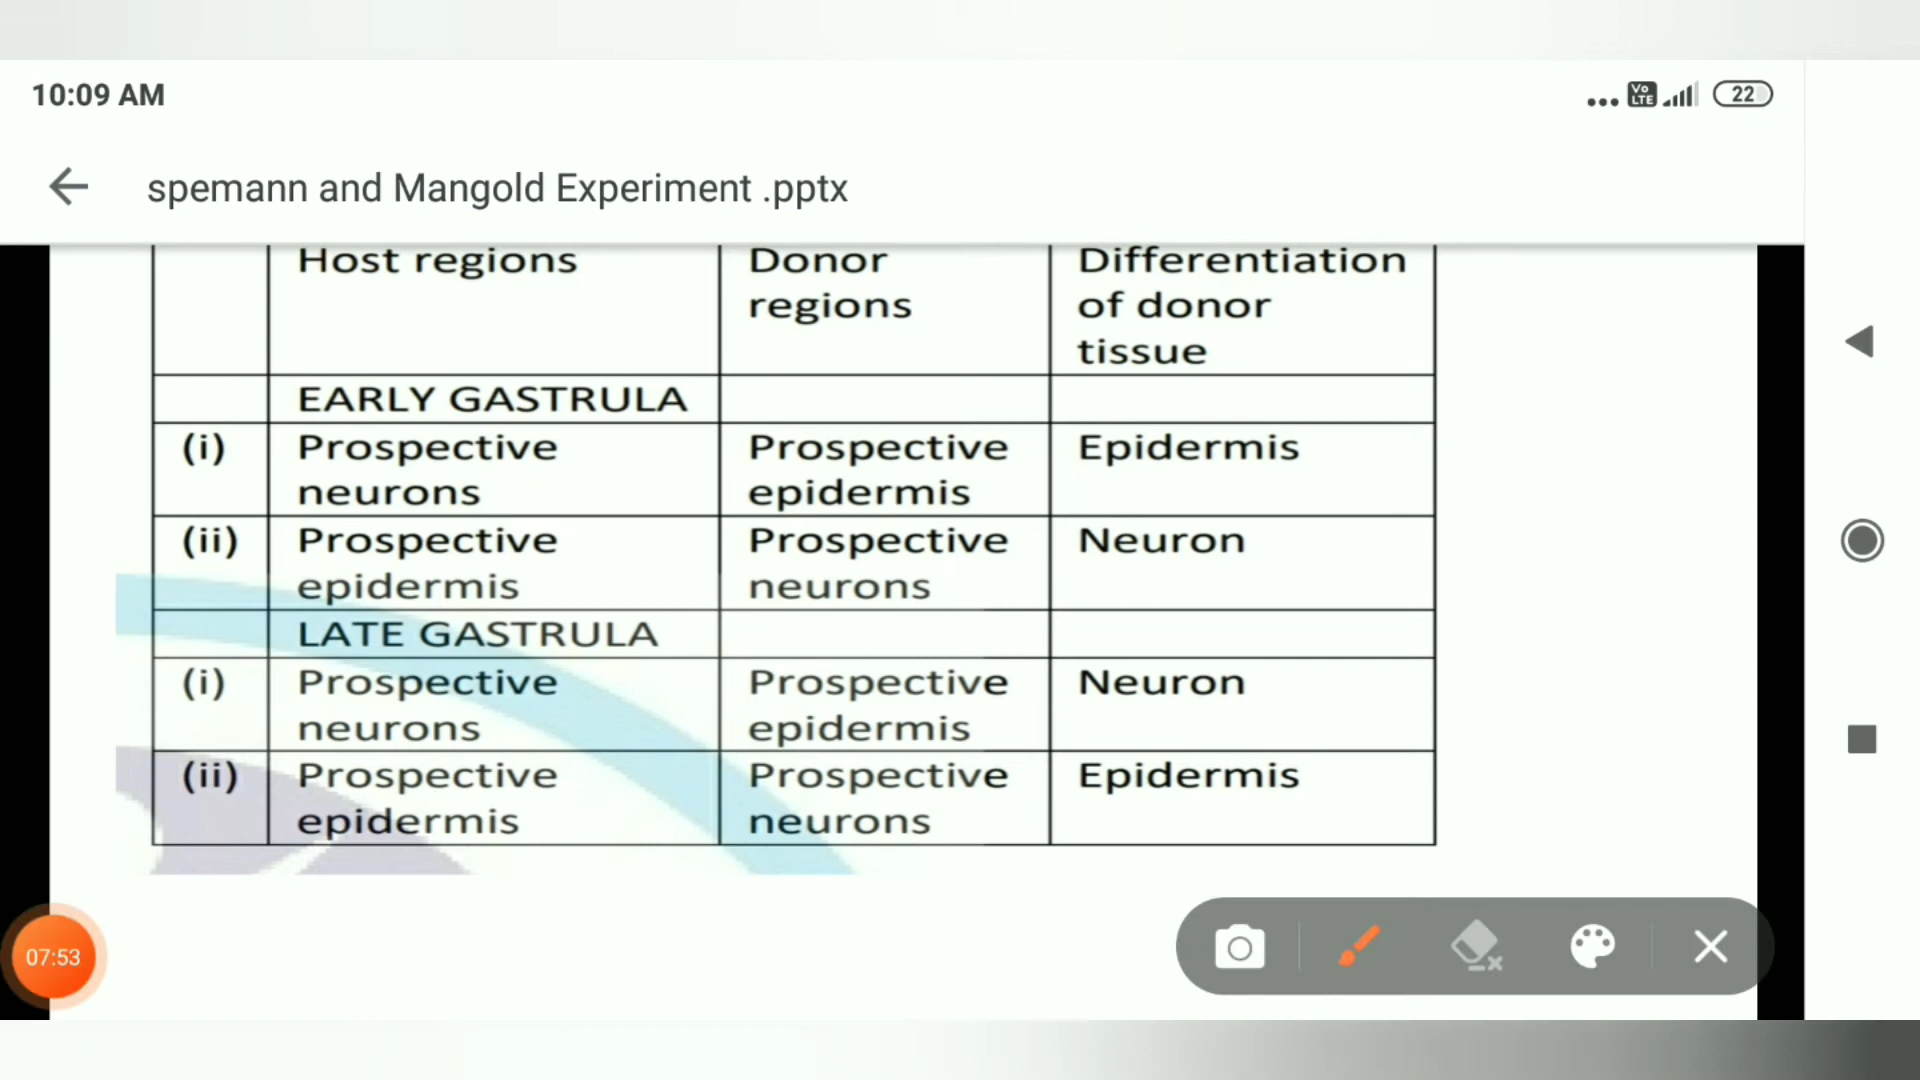 10:09 AM
Vo LTE
22
spemann and Mangold Experiment .pptx
Host regions
Donor regions
Differentiation of donor tissue
EARLY GASTRULA
(i)
Prospective neurons
Prospective epidermis
Epidermis
(ii)
Prospective epidermis
Prospective neurons
Neuron
LATE GASTRULA
(i)
Prospective neurons
Prospective epidermis
Neuron
(ii)
Prospective epidermis
Prospective neurons
Epidermis
07:53